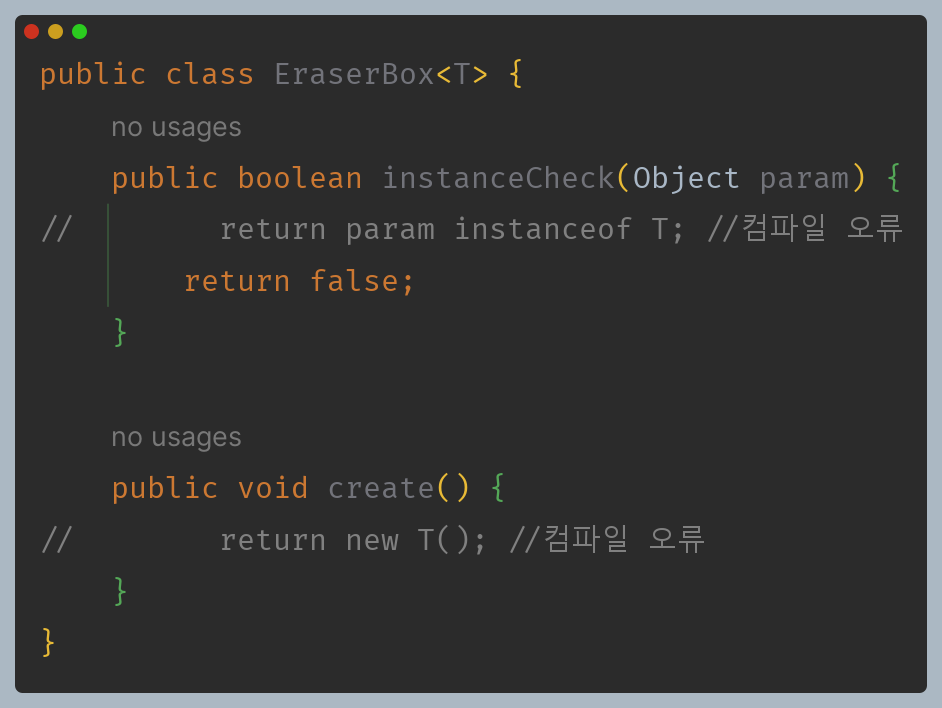 public class EraserBox<T> {
no usages
public boolean instanceCheck(Object param) {
// return param instanceof T; //컴파일 오류
return false;
}
no usages
public void create() {
// return new T(); //컴파일 오류
}
}